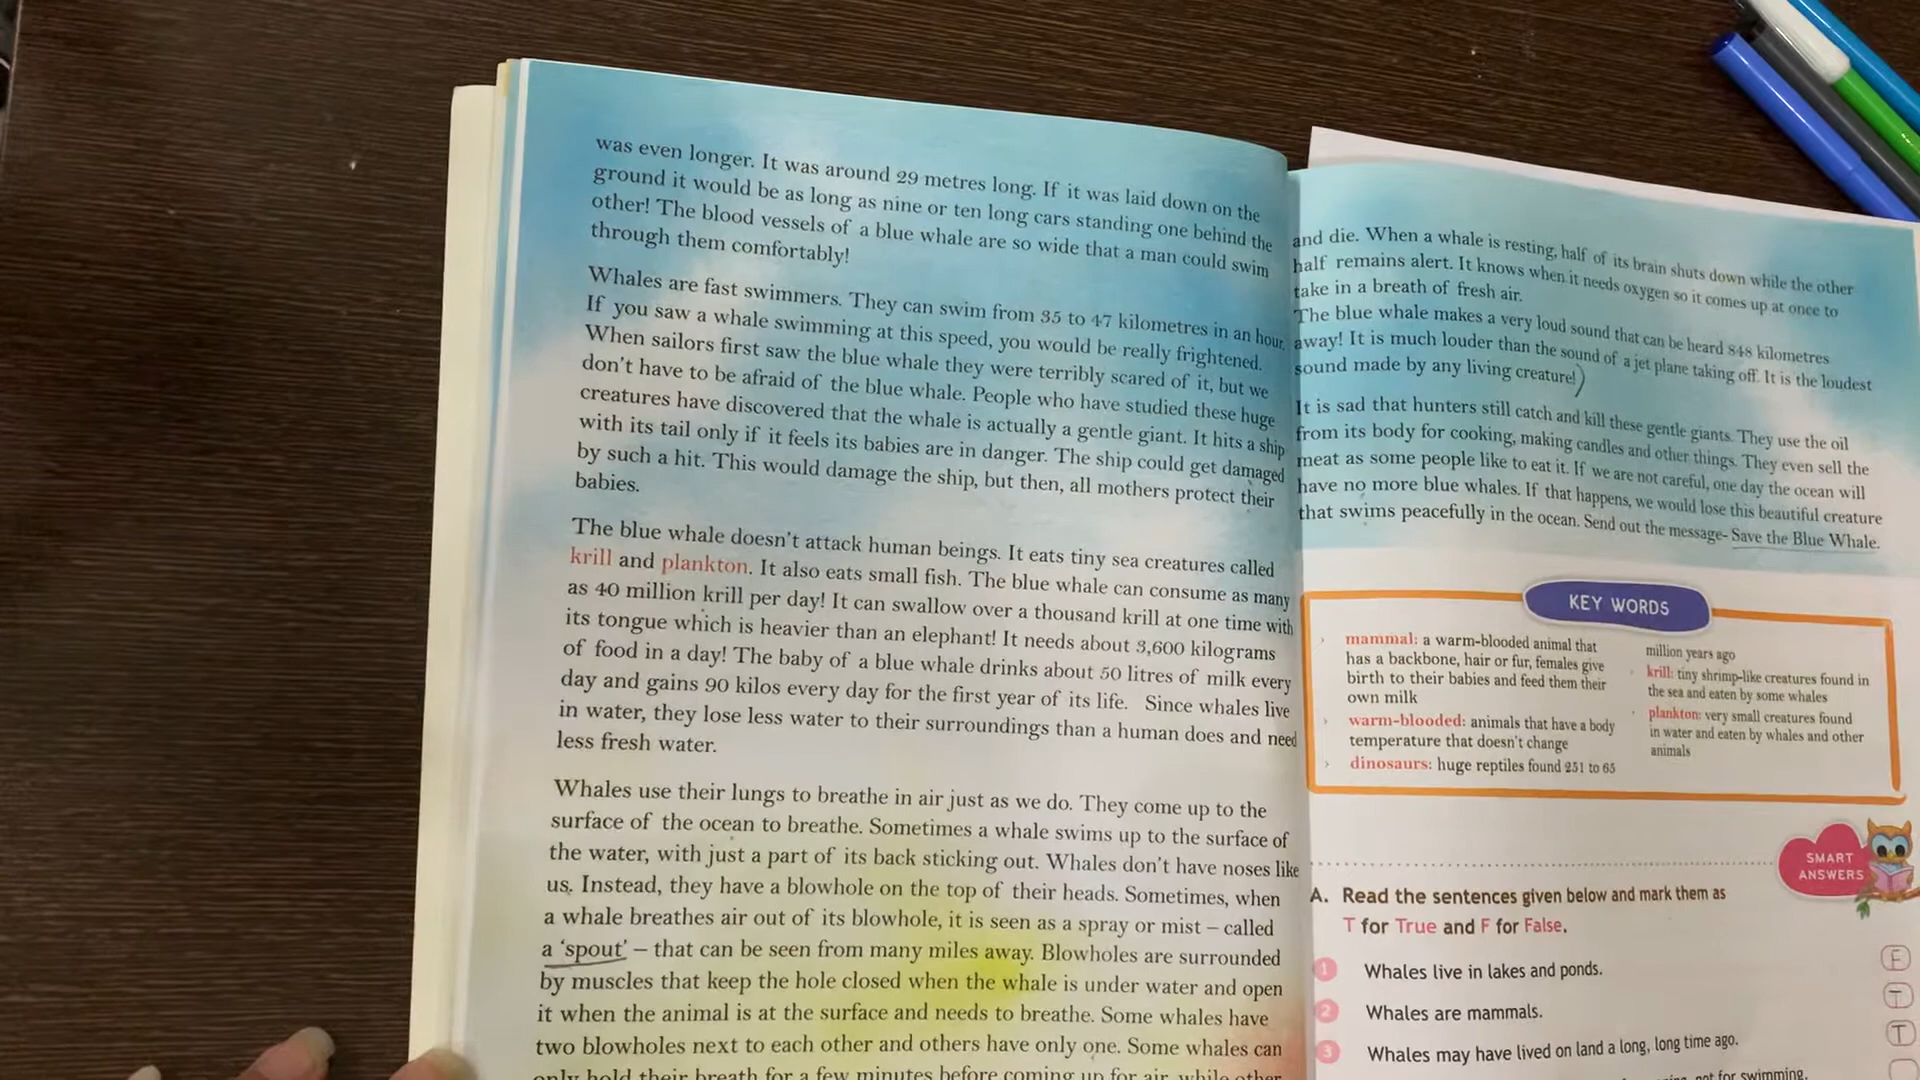 was even longer. It was around 29 metres long. If it was laid down on the
ground it would be as long as nine or ten long cars standing one behind the
other! The blood vessels of a blue whale are so wide that a man could swim
through them comfortably!
Whales are fast swimmers. They can swim from 35 to 47 kilometres in an hour.
If you saw a whale swimming at this speed, you would be really frightened.
When sailors first saw the blue whale they were terribly scared of it, but we
don't have to be afraid of the blue whale. People who have studied these huge
creatures have discovered that the whale is actually a gentle giant. It hits a ship
with its tail only if it feels its babies are in danger. The ship could get damaged
by such a hit. This would damage the ship, but then, all mothers protect their
babies.
The blue whale doesn't attack human beings. It eats tiny sea creatures called
krill and plankton. It also eats small fish. The blue whale can consume as many
as 40 million krill per day! It can swallow over a thousand krill at one time with
its tongue which is heavier than an elephant! It needs about 3,600 kilograms
of food in a day! The baby of a blue whale drinks about 50 litres of milk every
day and gains 90 kilos every day for the first year of its life. Since whales live
in water, they lose less water to their surroundings than a human does and need
less fresh water.
Whales use their lungs to breathe in air just as we do. They come up to the
surface of the ocean to breathe. Sometimes a whale swims up to the surface of
the water, with just a part of its back sticking out. Whales don't have noses like
us. Instead, they have a blowhole on the top of their heads. Sometimes, when
a whale breathes air out of its blowhole, it is seen as a spray or mist – called
a 'spout' – that can be seen from many miles away. Blowholes are surrounded
by muscles that keep the hole closed when the whale is under water and open
it when the animal is at the surface and needs to breathe. Some whales have
two blowholes next to each other and others have only one. Some whales can
only hold their breath for a few minutes before coming up for air, while other
and die. When a whale is resting, half of its brain shuts down while the other
half remains alert. It knows when it needs oxygen so it comes up at once to
take in a breath of fresh air.
The blue whale makes a very loud sound that can be heard 848 kilometres
away! It is much louder than the sound of a jet plane taking off. It is the loudest
sound made by any living creature!
It is sad that hunters still catch and kill these gentle giants. They use the oil
from its body for cooking, making candles and other things. They even sell the
meat as some people like to eat it. If we are not careful, one day the ocean will
have no more blue whales. If that happens, we would lose this beautiful creature
that swims peacefully in the ocean. Send out the message- Save the Blue Whale.
KEY WORDS
mammal: a warm-blooded animal that
has a backbone, hair or fur, females give
birth to their babies and feed them their
own milk
warm-blooded: animals that have a body
temperature that doesn't change
dinosaurs: huge reptiles found 251 to 65
million years ago
krill: tiny shrimp-like creatures found in
the sea and eaten by some whales
plankton: very small creatures found
in water and eaten by whales and other
animals
SMART
ANSWERS
A. Read the sentences given below and mark them as
T for True and F for False.
1 Whales live in lakes and ponds. F
2 Whales are mammals. T
3 Whales may have lived on land a long, long time ago. T
not for swimming.